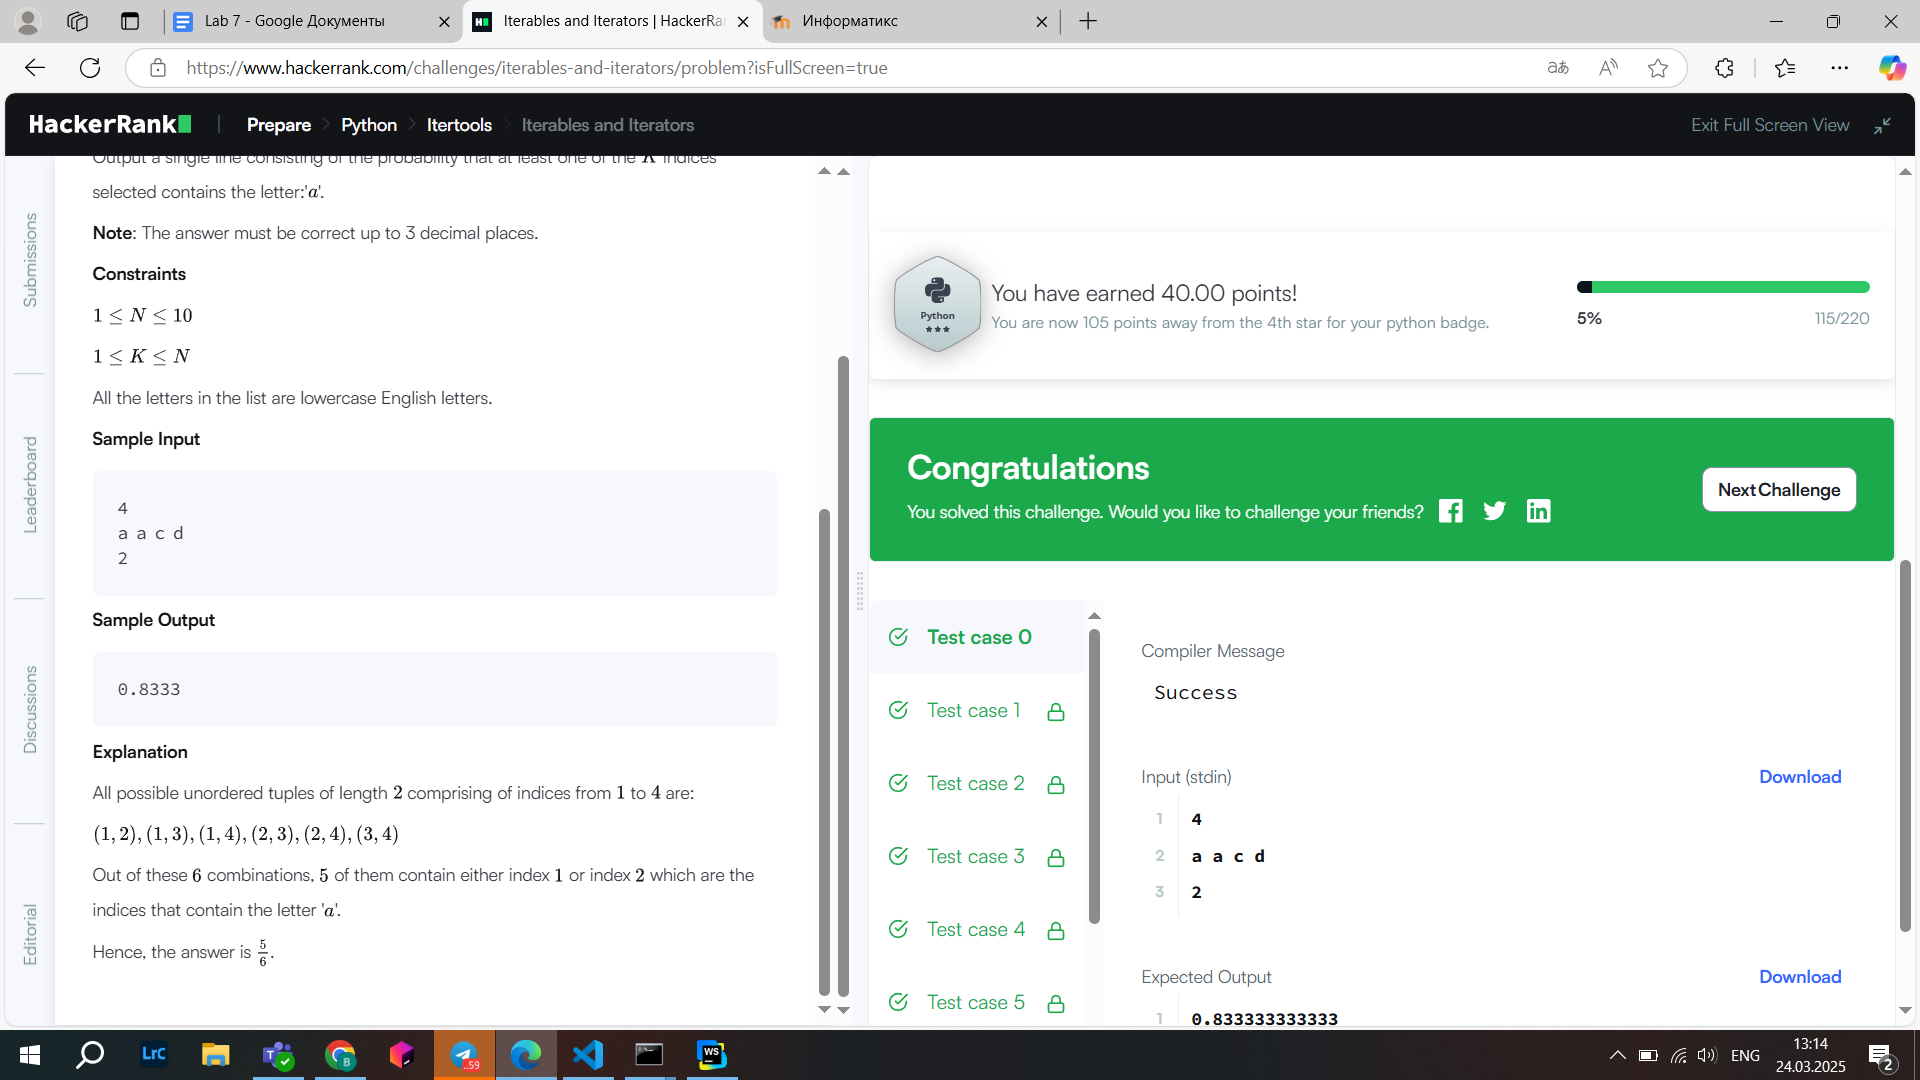 Lab 7 - Google Документы
Iterables and Iterators | HackerRa
Информатикс
https://www.hackerrank.com/challenges/iterables-and-iterators/problem?isFullScreen=true
HackerRank
Prepare > Python > Itertools > Iterables and Iterators
Exit Full Screen View
Submissions
Leaderboard
Discussions
Editorial
Output a single line consisting of the probability that at least one of the K indices
selected contains the letter:'a'.
Note: The answer must be correct up to 3 decimal places.
Constraints
1 ≤ N ≤ 10
1 ≤ K ≤ N
All the letters in the list are lowercase English letters.
Sample Input
4
a a c d
2
Sample Output
0.8333
Explanation
All possible unordered tuples of length 2 comprising of indices from 1 to 4 are:
(1, 2), (1, 3), (1, 4), (2, 3), (2, 4), (3, 4)
Out of these 6 combinations, 5 of them contain either index 1 or index 2 which are the
indices that contain the letter 'a'.
Hence, the answer is 5/6.
Python
You have earned 40.00 points!
You are now 105 points away from the 4th star for your python badge.
5%
115/220
Congratulations
You solved this challenge. Would you like to challenge your friends?
Next Challenge
Test case 0
Test case 1
Test case 2
Test case 3
Test case 4
Test case 5
Compiler Message
Success
Input (stdin)
Download
1 4
2 a a c d
3 2
Expected Output
Download
1 0.833333333333
LrC
..59
WS
ENG
13:14
24.03.2025
2